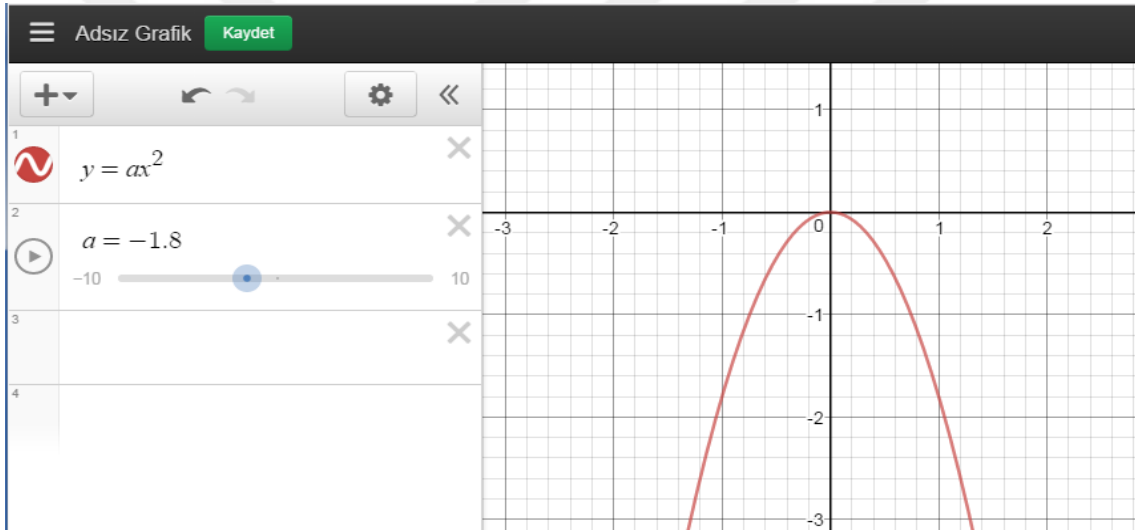 Adsız Grafik Kaydet
1
y = ax²
2
a = −1.8
−10 10
3
4
1
-3 -2 -1 0 1 2
-1
-2
-3